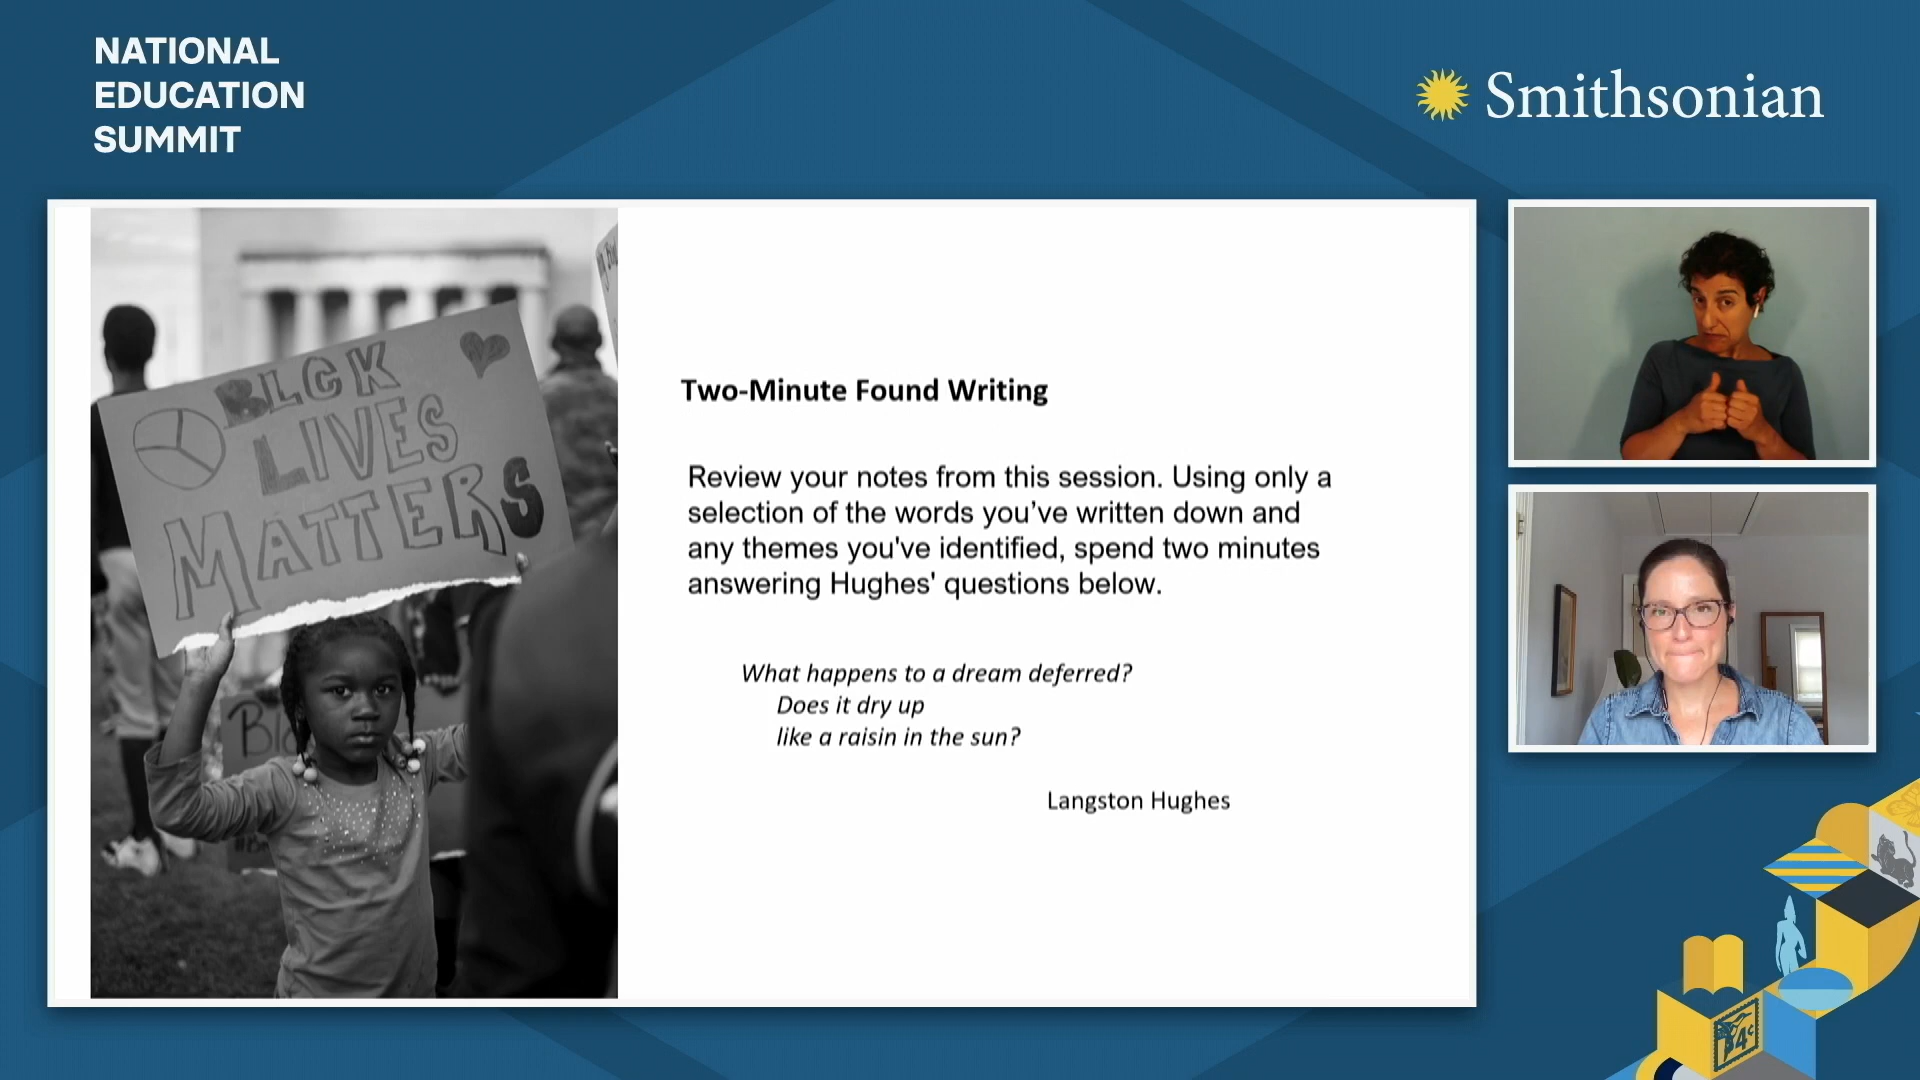 NATIONAL
EDUCATION
SUMMIT
Smithsonian
BLCK
LIVES
MATTERS
Bla
Two-Minute Found Writing
Review your notes from this session. Using only a
selection of the words you’ve written down and
any themes you've identified, spend two minutes
answering Hughes' questions below.
What happens to a dream deferred?
Does it dry up
like a raisin in the sun?
Langston Hughes
4c